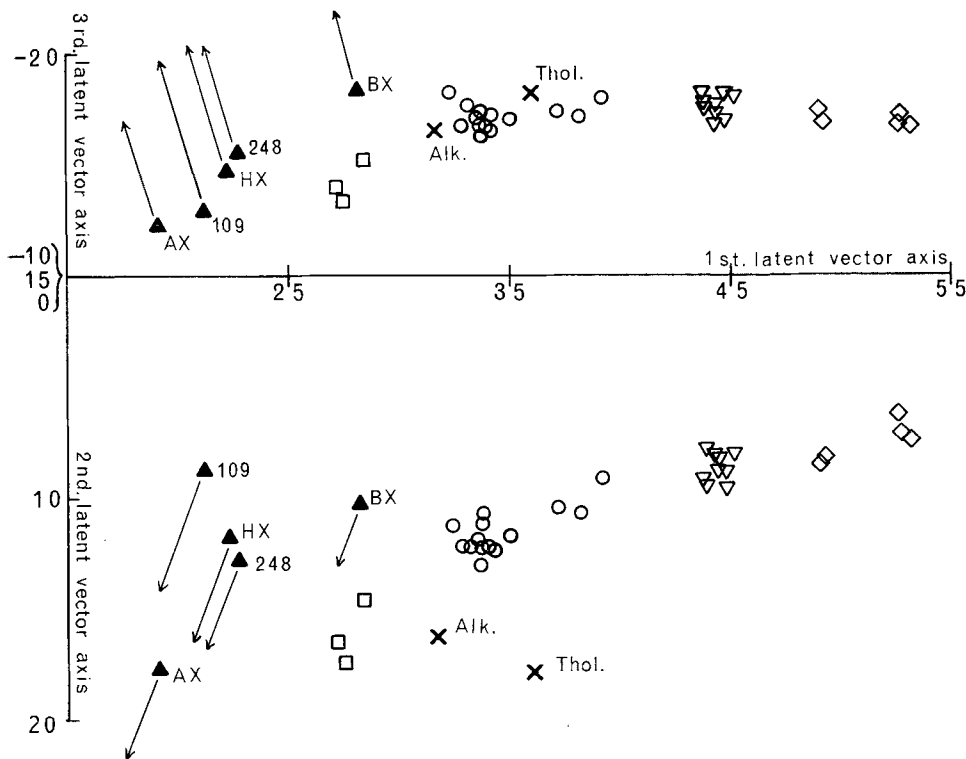 -20
3rd. latent vector axis
BX
Thol.
Alk.
248
HX
109
AX
-10
1st. latent vector axis
15
25
35
45
55
0
2nd. latent vector axis
109
10
BX
HX
248
Alk.
AX
Thol.
20